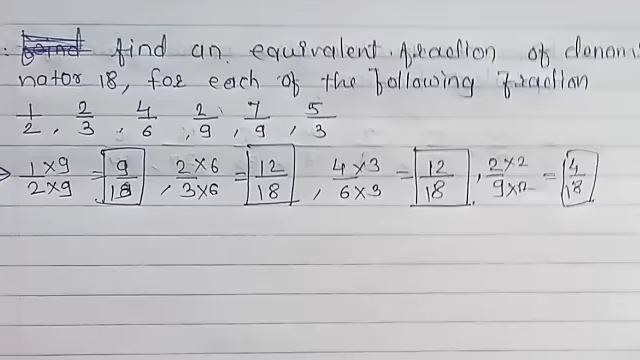 find an equivalent fraction of denomi
nator 18, for each of the following fraction
1/2, 2/3, 4/6, 2/9, 7/9, 5/3
→ 1×9/2×9 = 9/18, 2×6/3×6 = 12/18, 4×3/6×3 = 12/18, 2×2/9×2 = 4/18